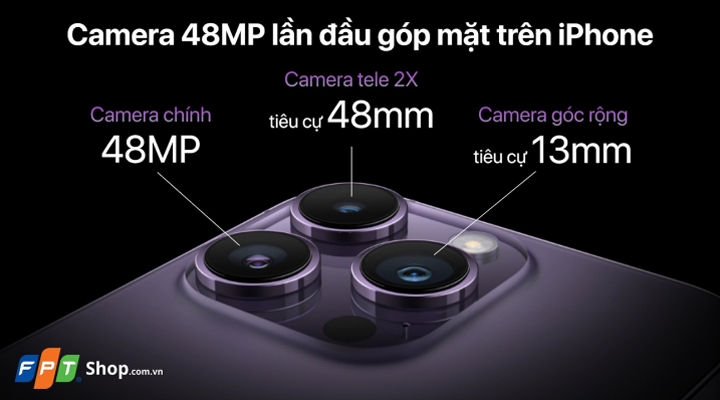 Camera 48MP lần đầu góp mặt trên iPhone
Camera tele 2X
tiêu cự 48mm
Camera chính
48MP
Camera góc rộng
tiêu cự 13mm
FPT Shop.com.vn